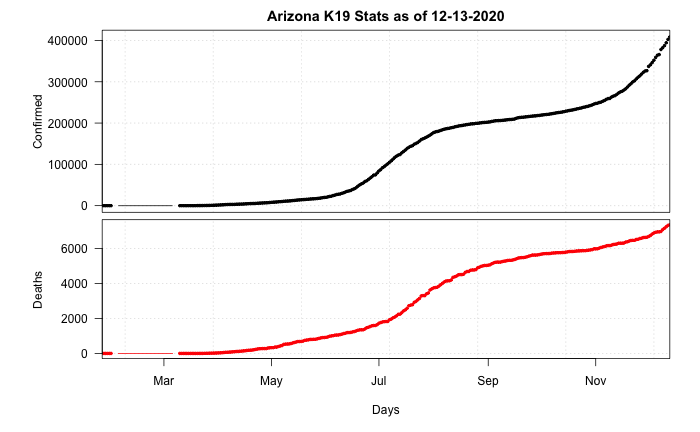 Arizona K19 Stats as of 12-13-2020
400000
300000
200000
100000
0
Confirmed
6000
4000
2000
0
Deaths
Mar May Jul Sep Nov
Days